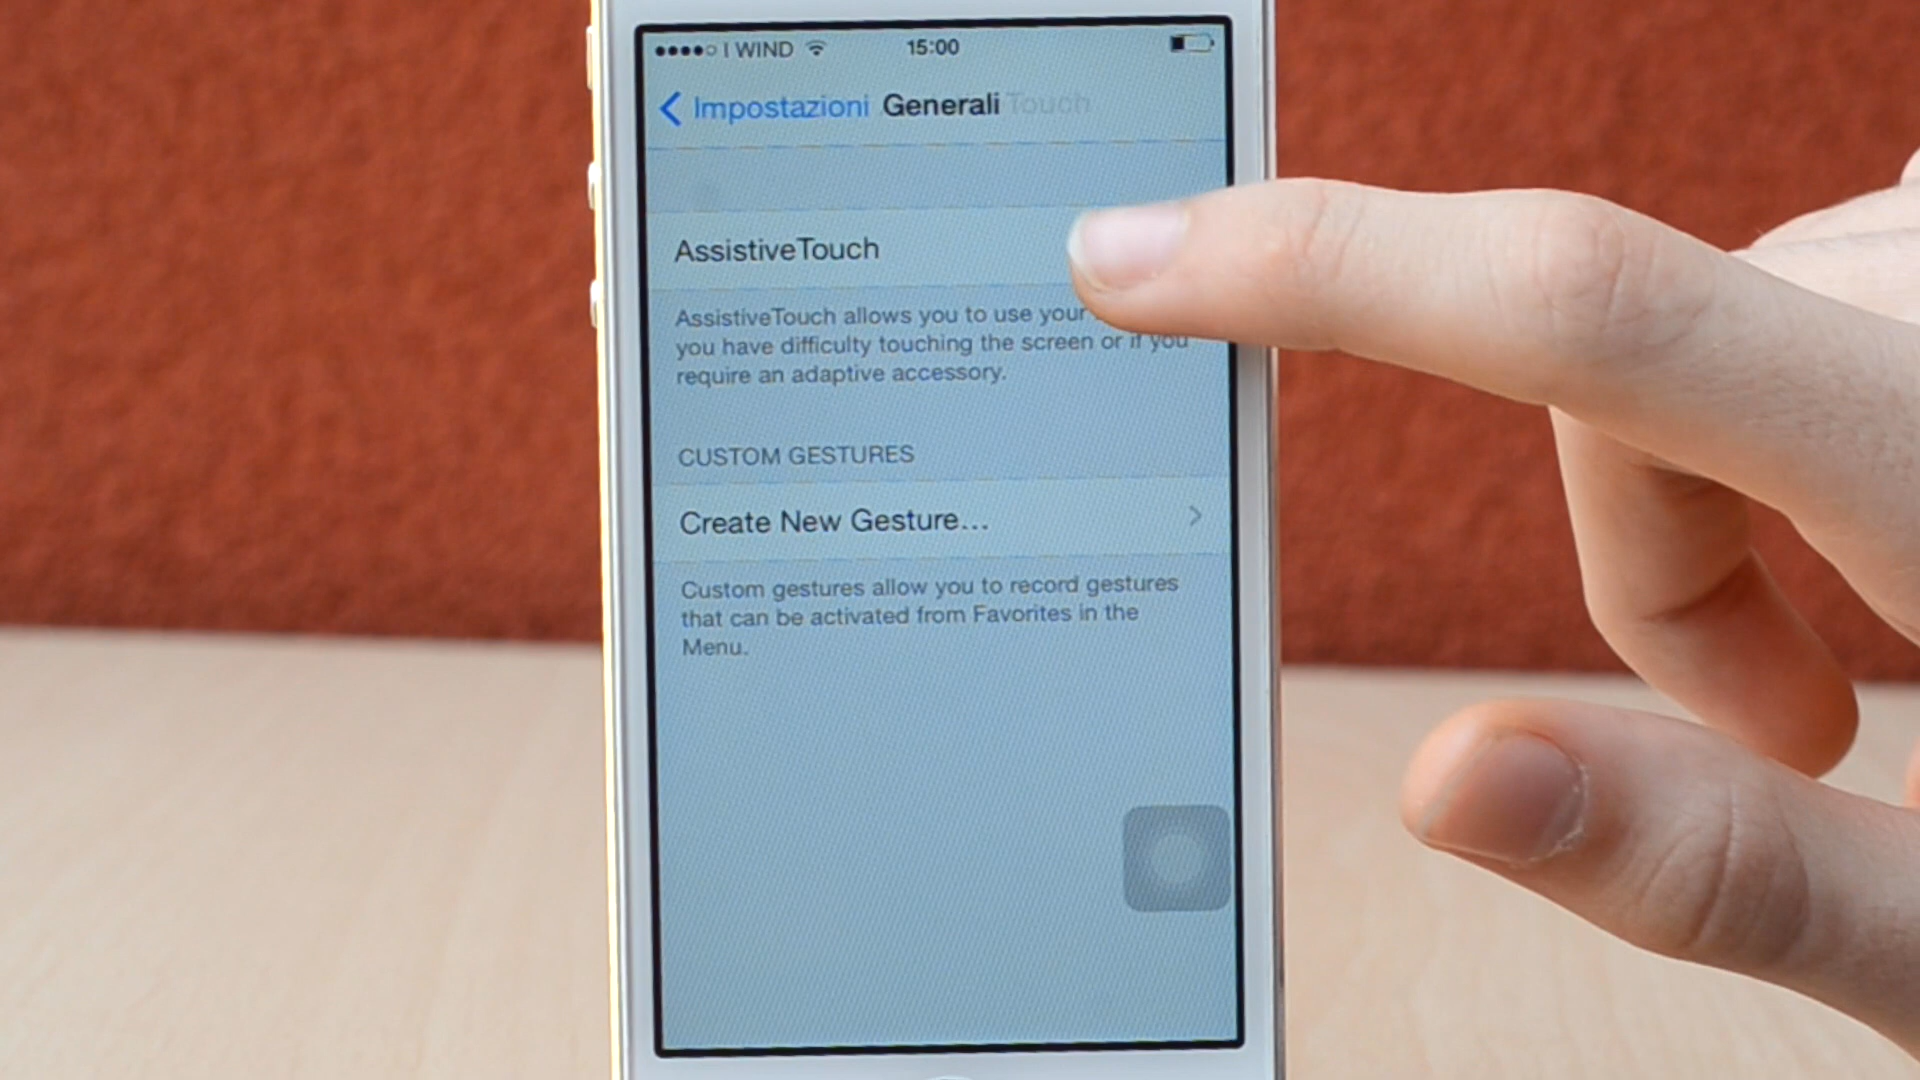 I WIND 15:00
Impostazioni Generali Touch
AssistiveTouch
AssistiveTouch allows you to use your
you have difficulty touching the screen or if you
require an adaptive accessory.
CUSTOM GESTURES
Create New Gesture...
Custom gestures allow you to record gestures
that can be activated from Favorites in the
Menu.